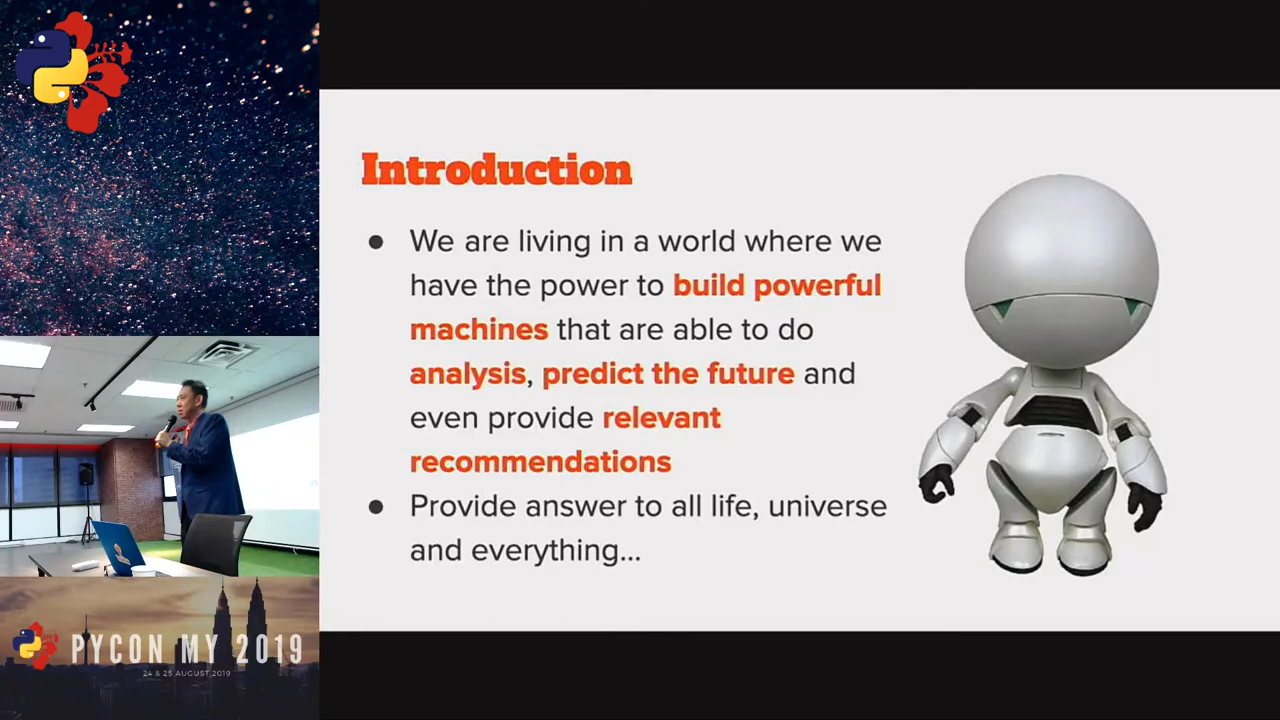 Introduction
● We are living in a world where we
have the power to build powerful
machines that are able to do
analysis, predict the future and
even provide relevant
recommendations
● Provide answer to all life, universe
and everything...
PYCON MY 2019
24 & 25 AUGUST 2019